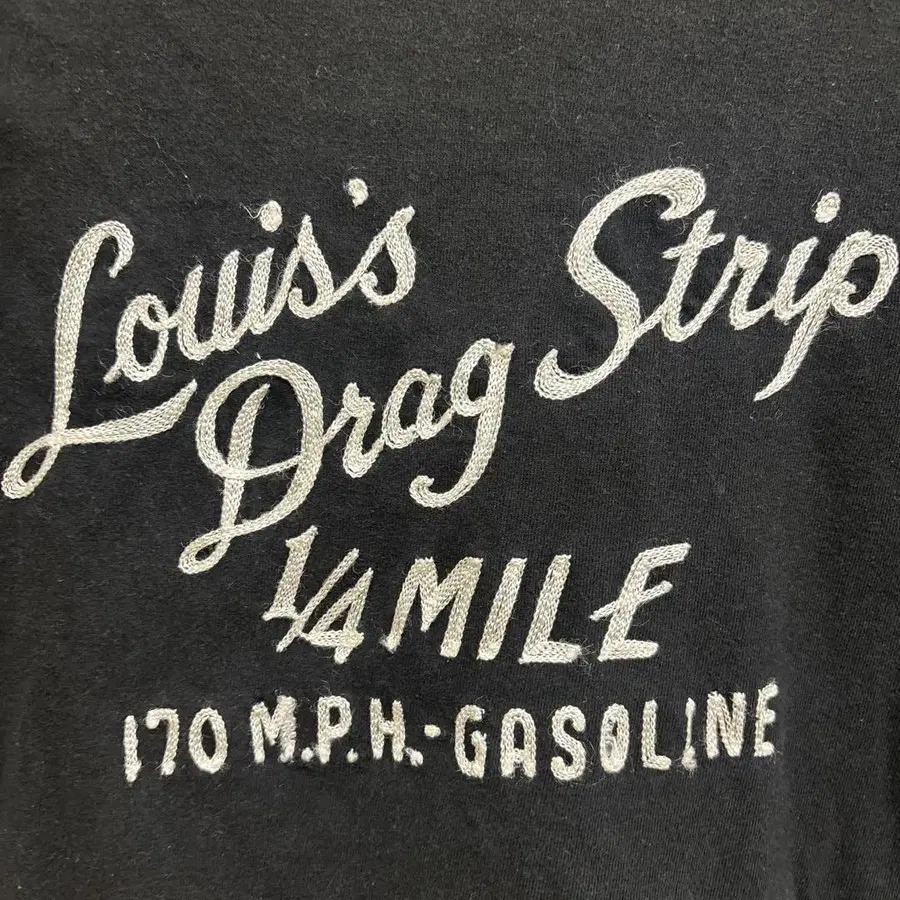 Louis's Drag Strip
1/4 MILE
170 M.P.H.-GASOLINE